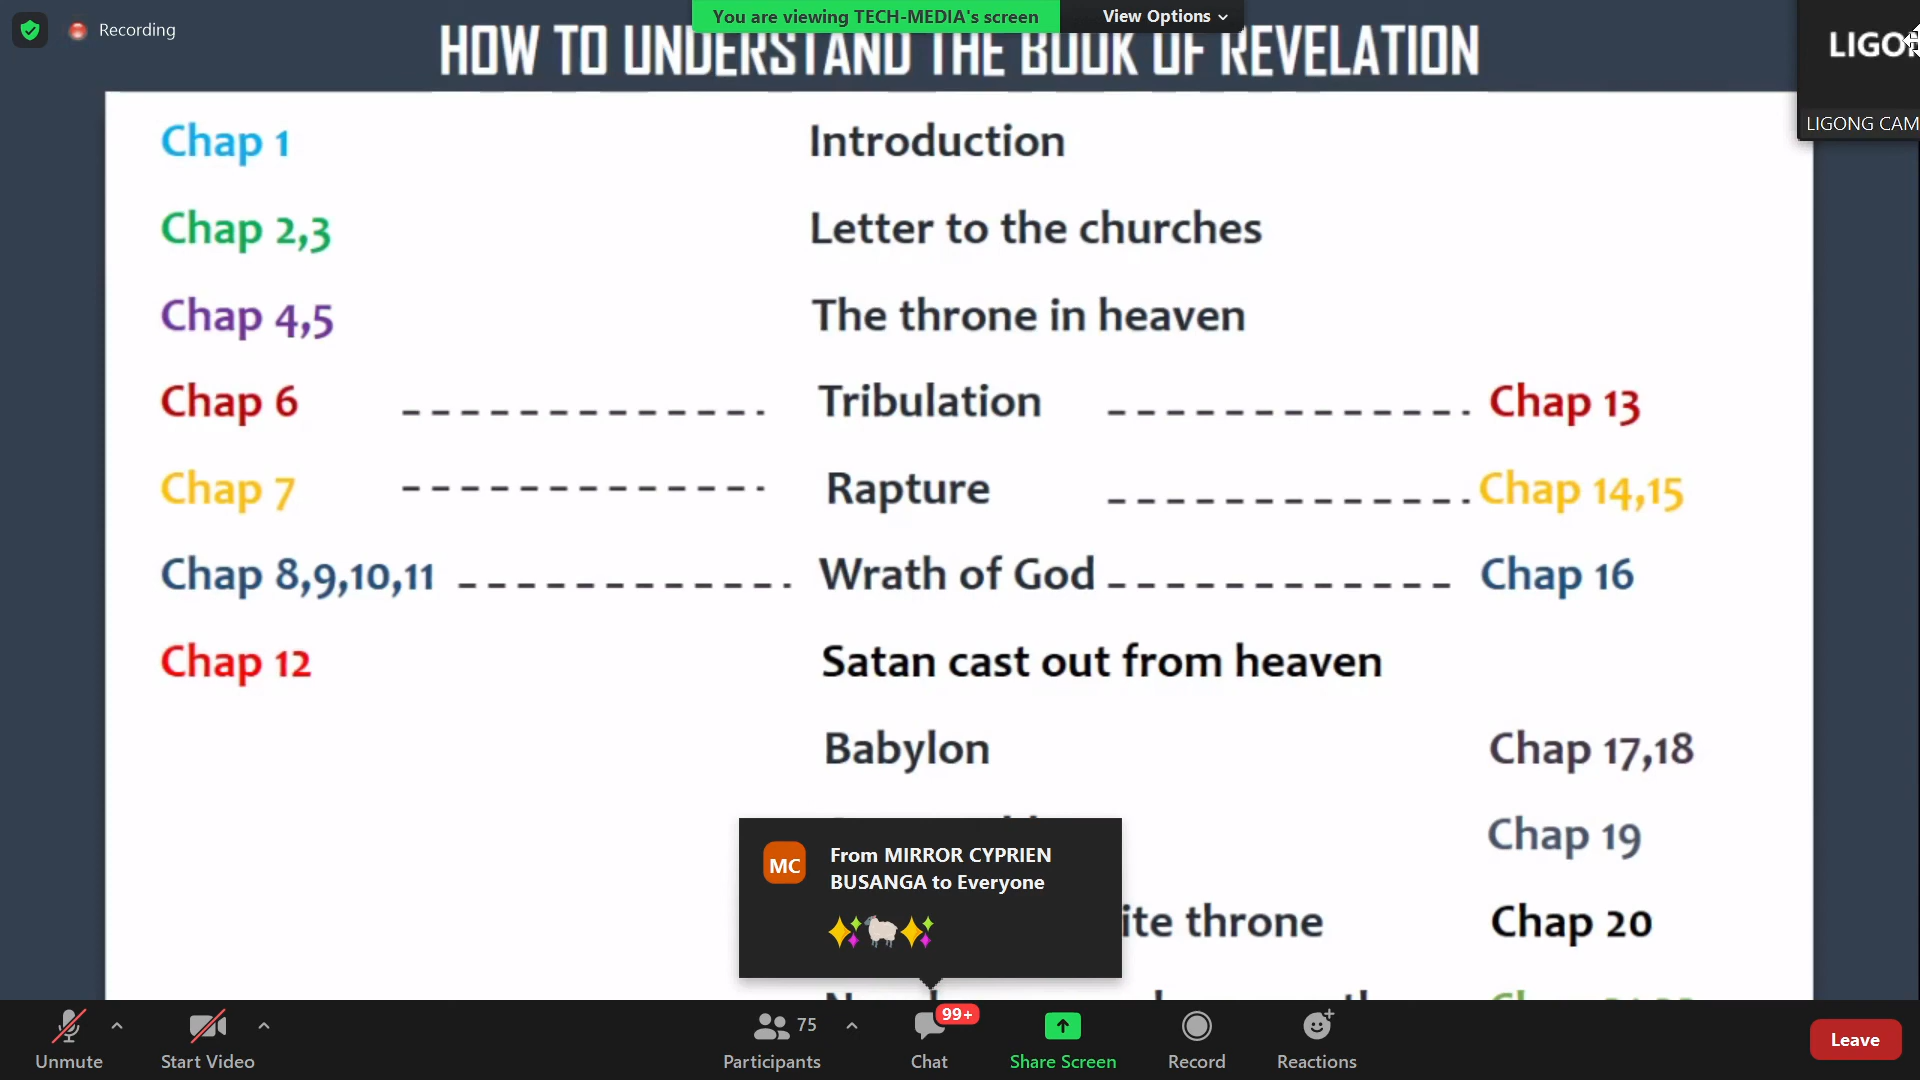 You are viewing TECH-MEDIA's screen
View Options
Recording
HOW TO UNDERSTAND THE BOOK OF REVELATION
LIGONG CAM
Chap 1 Introduction
Chap 2,3 Letter to the churches
Chap 4,5 The throne in heaven
Chap 6 Tribulation Chap 13
Chap 7 Rapture Chap 14,15
Chap 8,9,10,11 Wrath of God Chap 16
Chap 12 Satan cast out from heaven
Babylon Chap 17,18
Chap 19
ite throne Chap 20
MC
From MIRROR CYPRIEN
BUSANGA to Everyone
Unmute
Start Video
75
Participants
99+
Chat
Share Screen
Record
Reactions
Leave